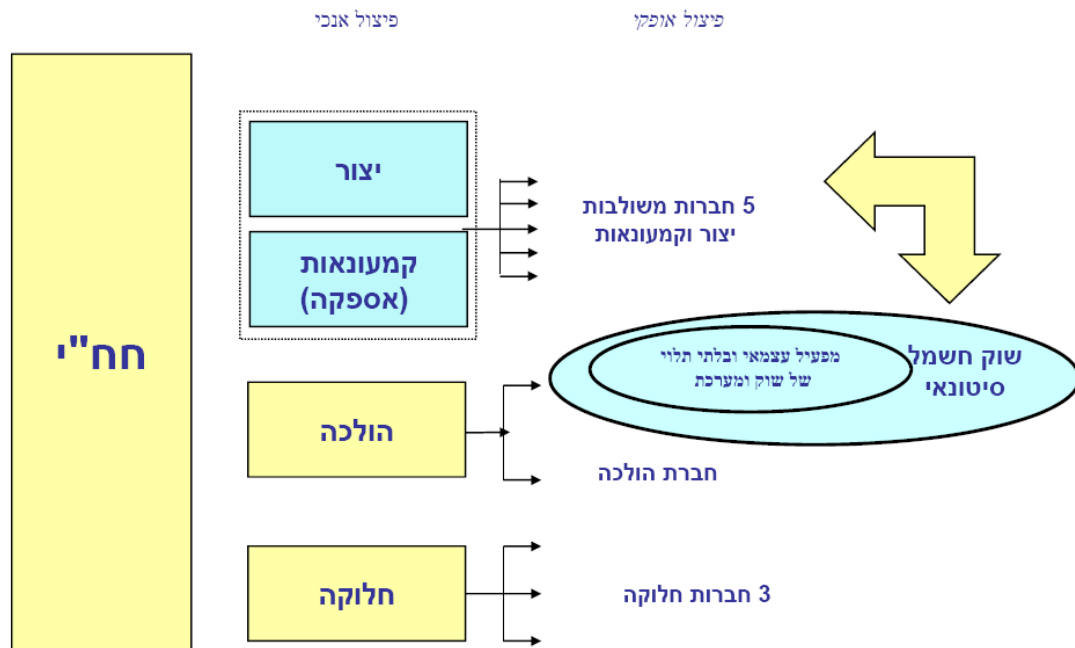 פיצול אופקי
פיצול אנכי
חח"י
יצור
קמעונאות
(אספקה)
5 חברות משולבות
יצור וקמעונאות
שוק חשמל
סיטונאי
מפעיל עצמאי ובלתי תלוי
של שוק ומערכת
הולכה
חברת הולכה
חלוקה
3 חברות חלוקה